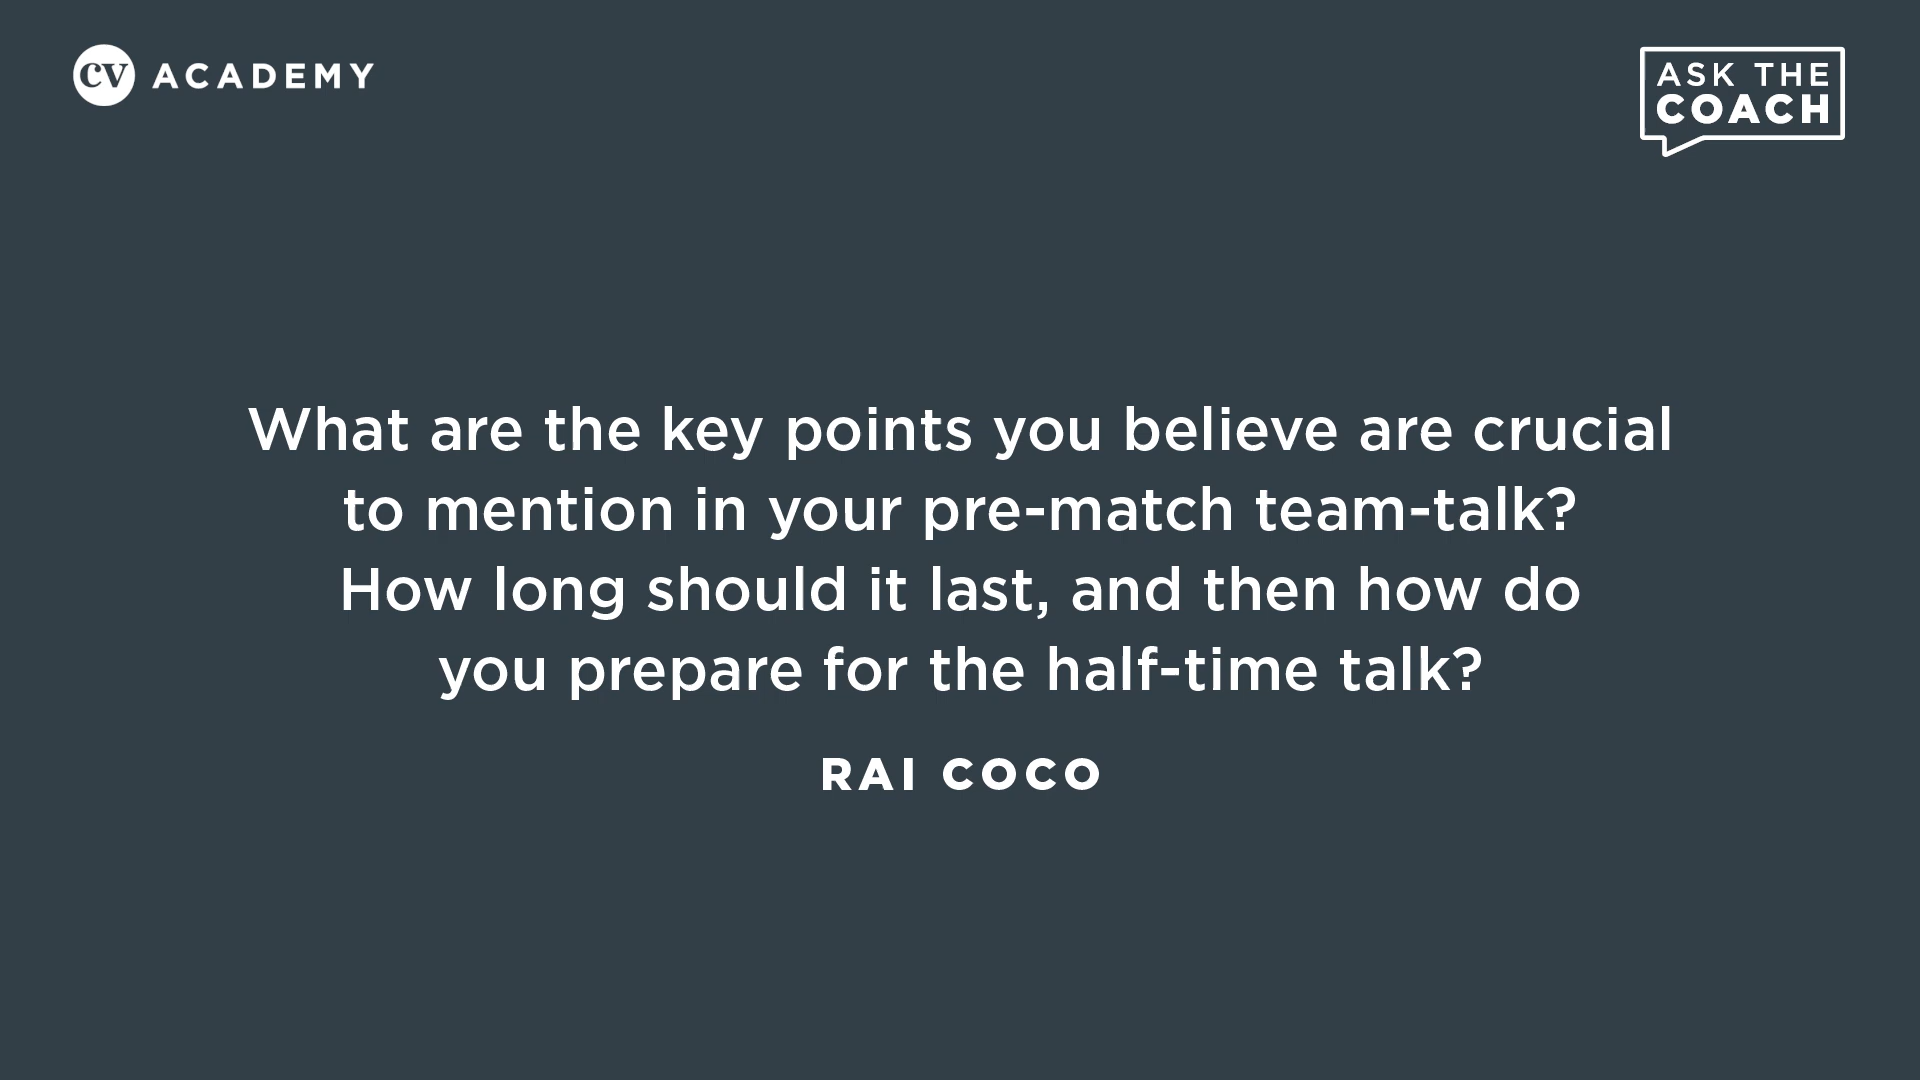 CV ACADEMY
ASK THE
COACH
What are the key points you believe are crucial
to mention in your pre-match team-talk?
How long should it last, and then how do
you prepare for the half-time talk?
RAI COCO